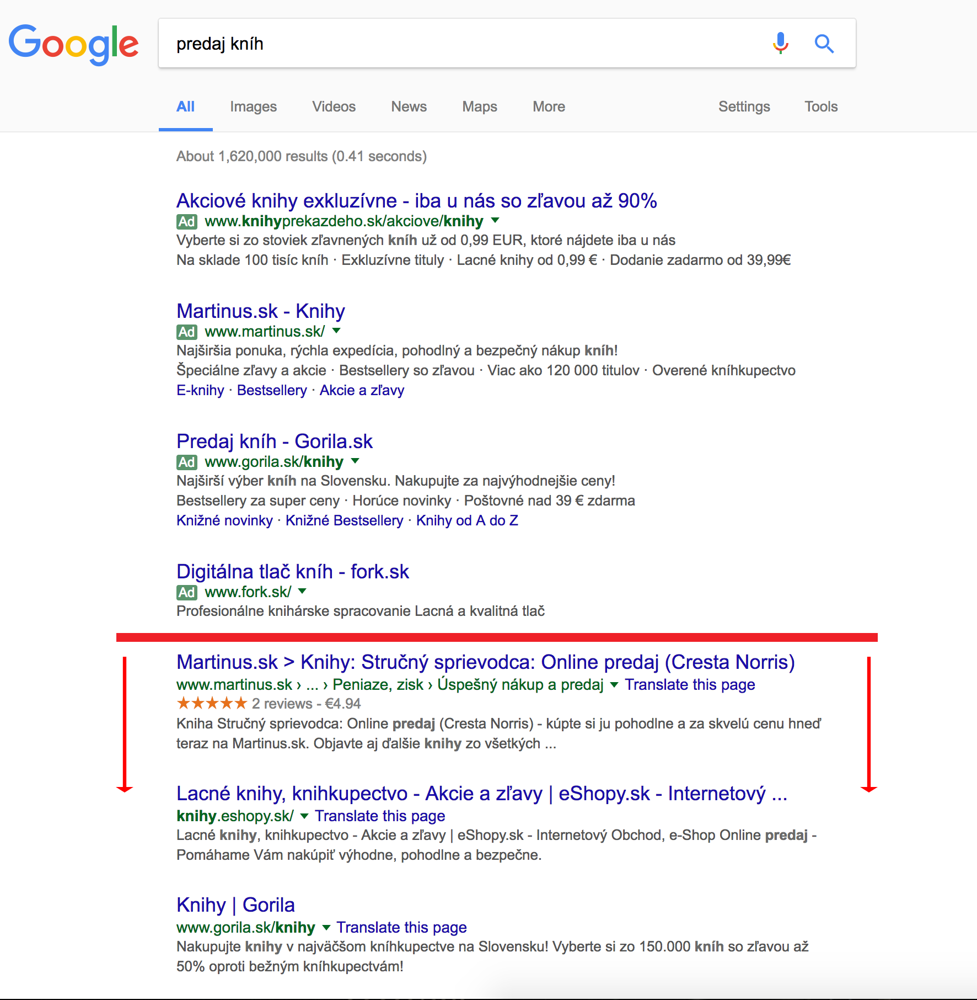 Google
predaj kníh
All Images Videos News Maps More Settings Tools
About 1,620,000 results (0.41 seconds)
Akciové knihy exkluzívne - iba u nás so zľavou až 90%
Ad www.knihyprekazdeho.sk/akciove/knihy
Vyberte si zo stoviek zľavnených kníh už od 0,99 EUR, ktoré nájdete iba u nás
Na sklade 100 tisíc kníh · Exkluzívne tituly · Lacné knihy od 0,99 € · Dodanie zadarmo od 39,99€
Martinus.sk - Knihy
Ad www.martinus.sk/
Najširšia ponuka, rýchla expedícia, pohodlný a bezpečný nákup kníh!
Špeciálne zľavy a akcie · Bestsellery so zľavou · Viac ako 120 000 titulov · Overené kníhkupectvo
E-knihy · Bestsellery · Akcie a zľavy
Predaj kníh - Gorila.sk
Ad www.gorila.sk/knihy
Najširší výber kníh na Slovensku. Nakupujte za najvýhodnejšie ceny!
Bestsellery za super ceny · Horúce novinky · Poštovné nad 39 € zdarma
Knižné novinky · Knižné Bestsellery · Knihy od A do Z
Digitálna tlač kníh - fork.sk
Ad www.fork.sk/
Profesionálne knihárske spracovanie Lacná a kvalitná tlač
Martinus.sk > Knihy: Stručný sprievodca: Online predaj (Cresta Norris)
www.martinus.sk › ... › Peniaze, zisk › Úspešný nákup a predaj Translate this page
2 reviews - €4.94
Kniha Stručný sprievodca: Online predaj (Cresta Norris) - kúpte si ju pohodlne a za skvelú cenu hneď
teraz na Martinus.sk. Objavte aj ďalšie knihy zo všetkých ...
Lacné knihy, knihkupectvo - Akcie a zľavy | eShopy.sk - Internetový ...
knihy.eshopy.sk/ Translate this page
Lacné knihy, knihkupectvo - Akcie a zľavy | eShopy.sk - Internetový Obchod, e-Shop Online predaj -
Pomáhame Vám nakúpiť výhodne, pohodlne a bezpečne.
Knihy | Gorila
www.gorila.sk/knihy Translate this page
Nakupujte knihy v najväčšom kníhkupectve na Slovensku! Vyberte si zo 150.000 kníh so zľavou až
50% oproti bežným kníhkupectvám!